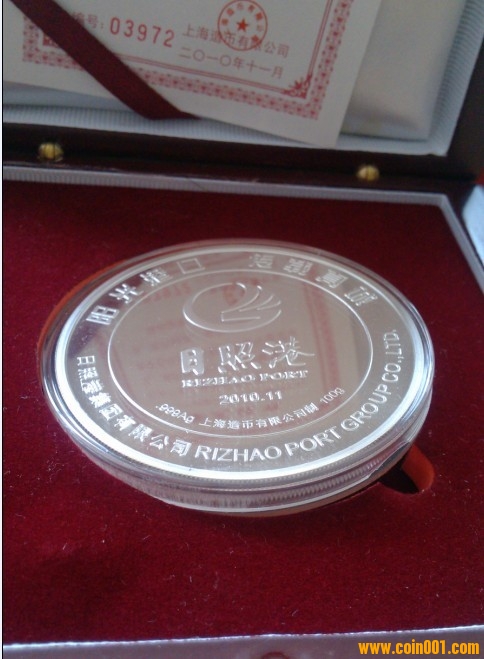 编号: 03972
上海造币有限公司
二〇一〇年十一月
阳光港口
日照港
RIZHAO PORT
2010.11
.999Ag 上海造币有限公司制 100g
日照港集团有限公司 RIZHAO PORT GROUP CO.,LTD.
www.coin001.com